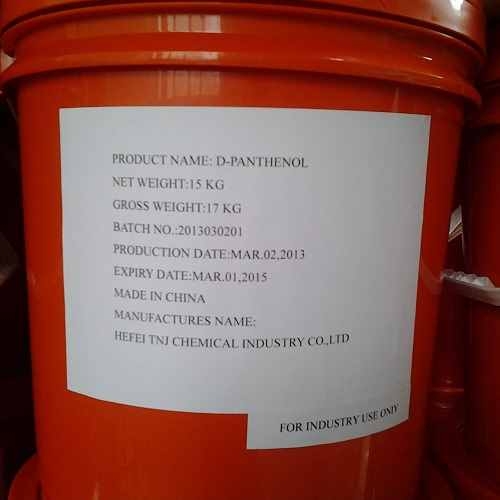 PRODUCT NAME: D-PANTHENOL
NET WEIGHT:15 KG
GROSS WEIGHT:17 KG
BATCH NO.:2013030201
PRODUCTION DATE:MAR.02,2013
EXPIRY DATE:MAR.01,2015
MADE IN CHINA
MANUFACTURES NAME:
HEFEI TNJ CHEMICAL INDUSTRY CO.,LTD
FOR INDUSTRY USE ONLY